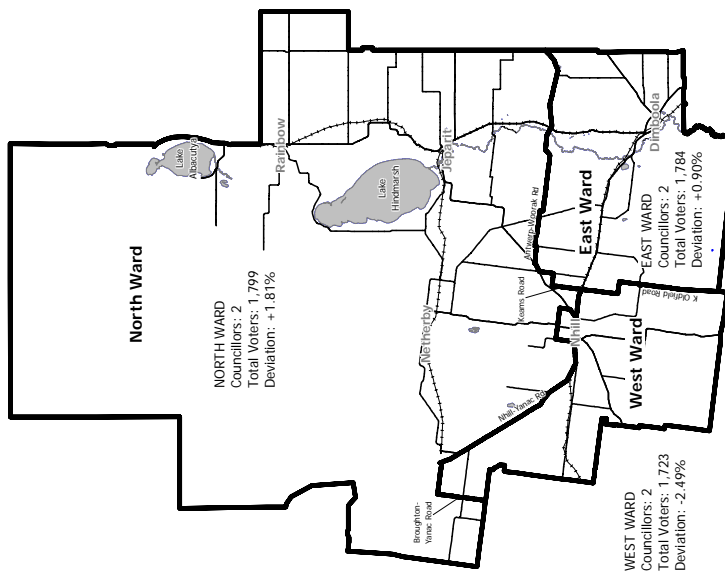 North Ward
NORTH WARD
Councillors: 2
Total Voters: 1,799
Deviation: +1.81%
Lake
Albacutya
Rainbow
Lake
Hindmarsh
Jeparit
Netherby
Antwerp-Woorak Rd
Kearns Road
Nhill-Yanac Rd
Broughton-
Yanac Road
East Ward
EAST WARD
Councillors: 2
Total Voters: 1,784
Deviation: +0.90%
Dimboola
Nhill
K Oldfield Road
West Ward
WEST WARD
Councillors: 2
Total Voters: 1,723
Deviation: -2.49%